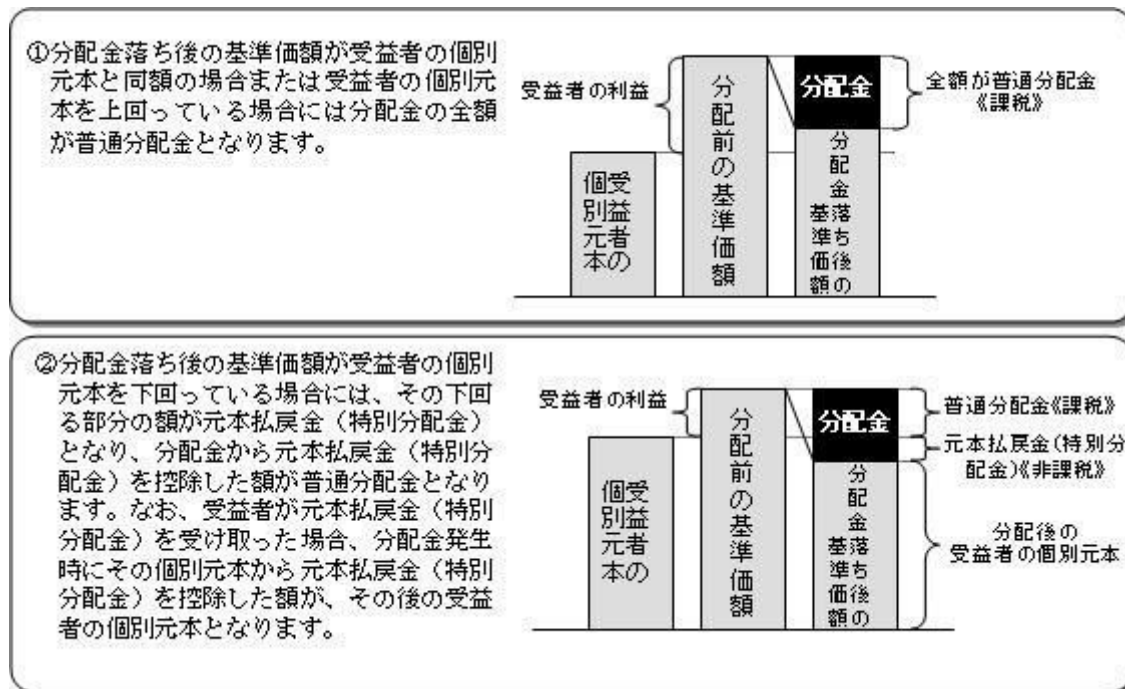 ①分配金落ち後の基準価額が受益者の個別
元本と同額の場合または受益者の個別元
本を上回っている場合には分配金の全額
が普通分配金となります。
受益者の利益
受益者の
個別元本
分配前の基準価額
分配金
分配金落ち後の
基準価額
全額が普通分配金
《課税》
②分配金落ち後の基準価額が受益者の個別
元本を下回っている場合には、その下回
る部分の額が元本払戻金(特別分配金)
となり、分配金から元本払戻金(特別分
配金)を控除した額が普通分配金となり
ます。なお、受益者が元本払戻金(特別
分配金)を受け取った場合、分配金発生
時にその個別元本から元本払戻金(特別
分配金)を控除した額が、その後の受益
者の個別元本となります。
受益者の利益
受益者の
個別元本
分配前の基準価額
分配金
分配金落ち後の
基準価額
普通分配金《課税》
元本払戻金(特別分
配金)《非課税》
分配後の
受益者の個別元本